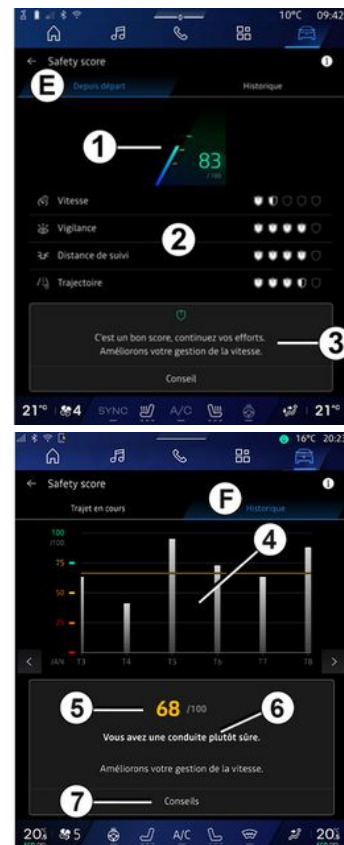 10°C 09:42
Safety score
E
Depuis départ
Historique
1
83
/100
Vitesse
Vigilance
2
Distance de suivi
Trajectoire
C'est un bon score, continuez vos efforts.
3
Améliorons votre gestion de la vitesse.
Conseil
21°C 4 SYNC A/C 21°C
16°C 20:23
Safety score
F
Trajet en cours
Historique
100
/100
4
75
50
25
JAN T3 T4 T5 T6 T7 T8
5
68 /100
6
Vous avez une conduite plutôt sûre.
Améliorons votre gestion de la vitesse.
7
Conseils
5 A/C